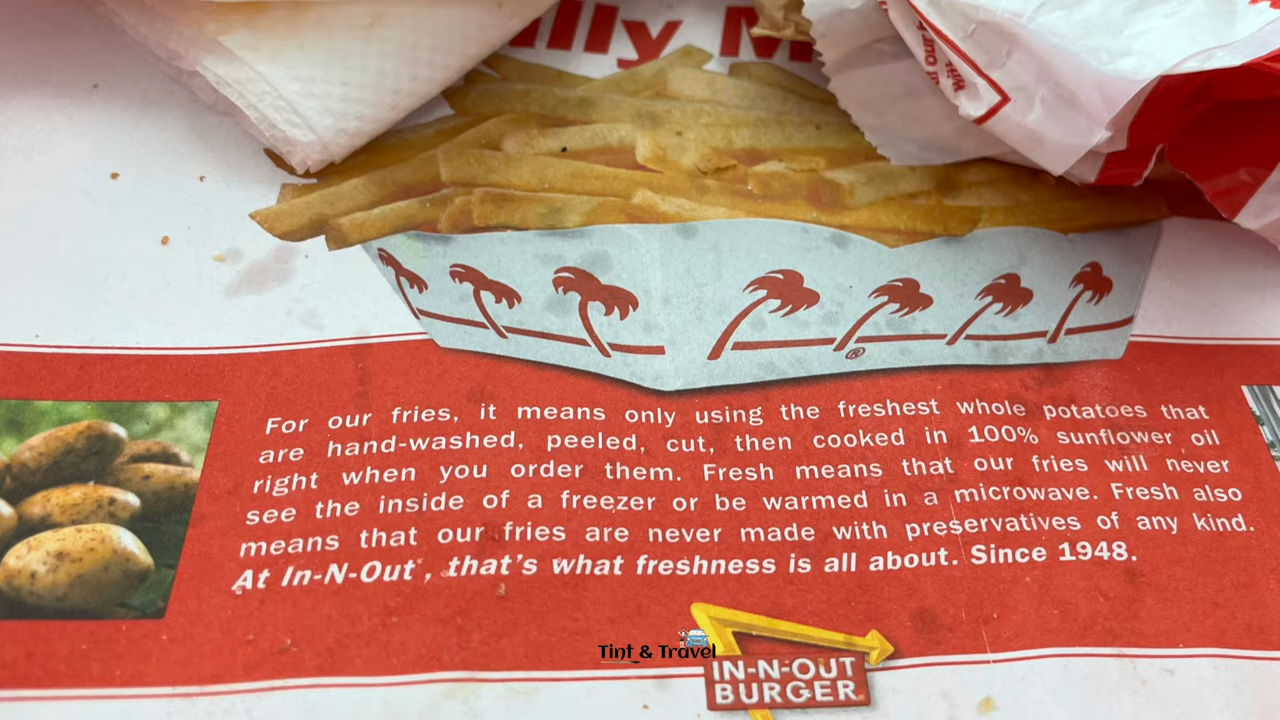 For our fries, it means only using the freshest whole potatoes that
are hand-washed, peeled, cut, then cooked in 100% sunflower oil
right when you order them. Fresh means that our fries will never
see the inside of a freezer or be warmed in a microwave. Fresh also
means that our fries are never made with preservatives of any kind.
At In-N-Out®, that's what freshness is all about. Since 1948.
Tint & Travel
IN-N-OUT
BURGER®